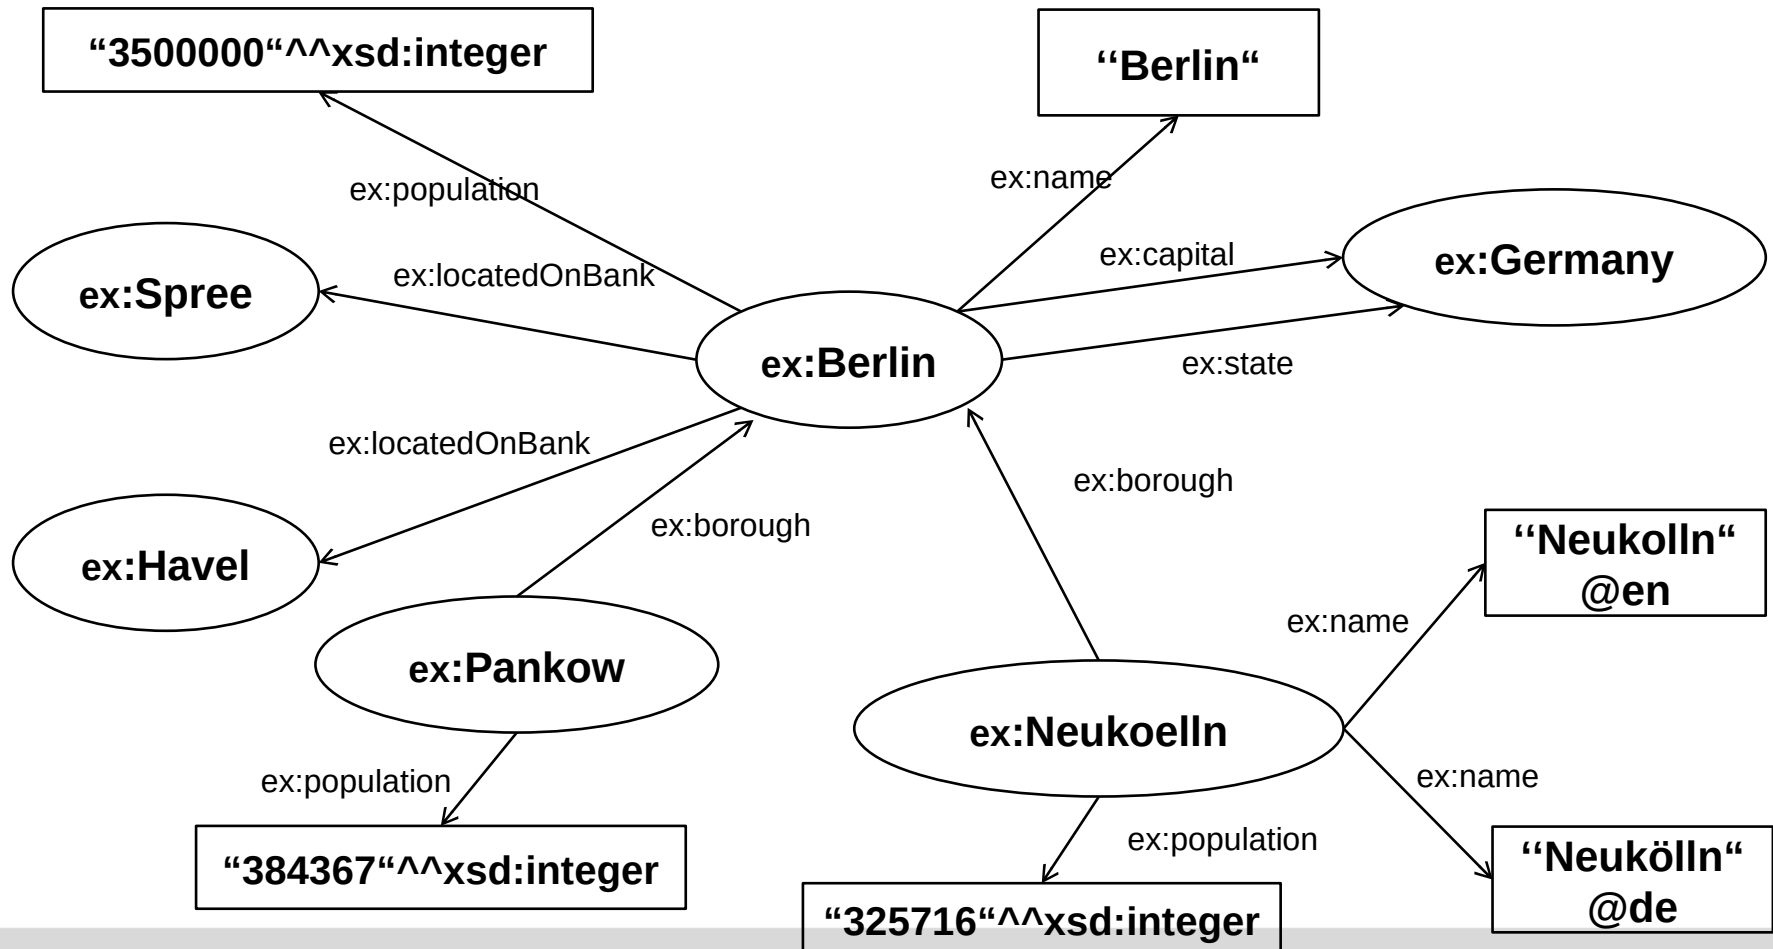 “3500000“^^xsd:integer
‘‘Berlin“
ex:population
ex:name
ex:capital
ex:Germany
ex:locatedOnBank
ex:Spree
ex:Berlin
ex:state
ex:locatedOnBank
ex:borough
ex:borough
ex:Havel
‘‘Neukolln“
@en
ex:name
ex:Pankow
ex:Neukoelln
ex:population
ex:name
ex:population
“384367“^^xsd:integer
‘‘Neukölln“
@de
“325716“^^xsd:integer